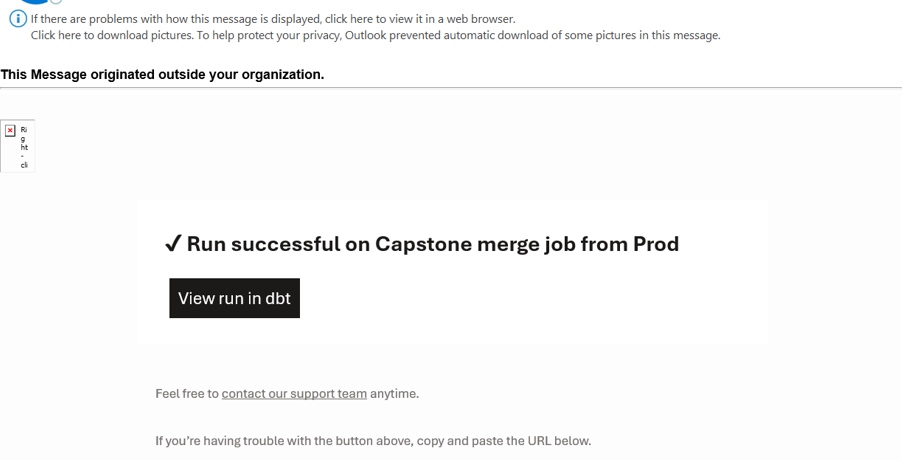 If there are problems with how this message is displayed, click here to view it in a web browser.
Click here to download pictures. To help protect your privacy, Outlook prevented automatic download of some pictures in this message.
This Message originated outside your organization.
Ri
g
ht
-
cli
✓ Run successful on Capstone merge job from Prod
View run in dbt
Feel free to contact our support team anytime.
If you're having trouble with the button above, copy and paste the URL below.